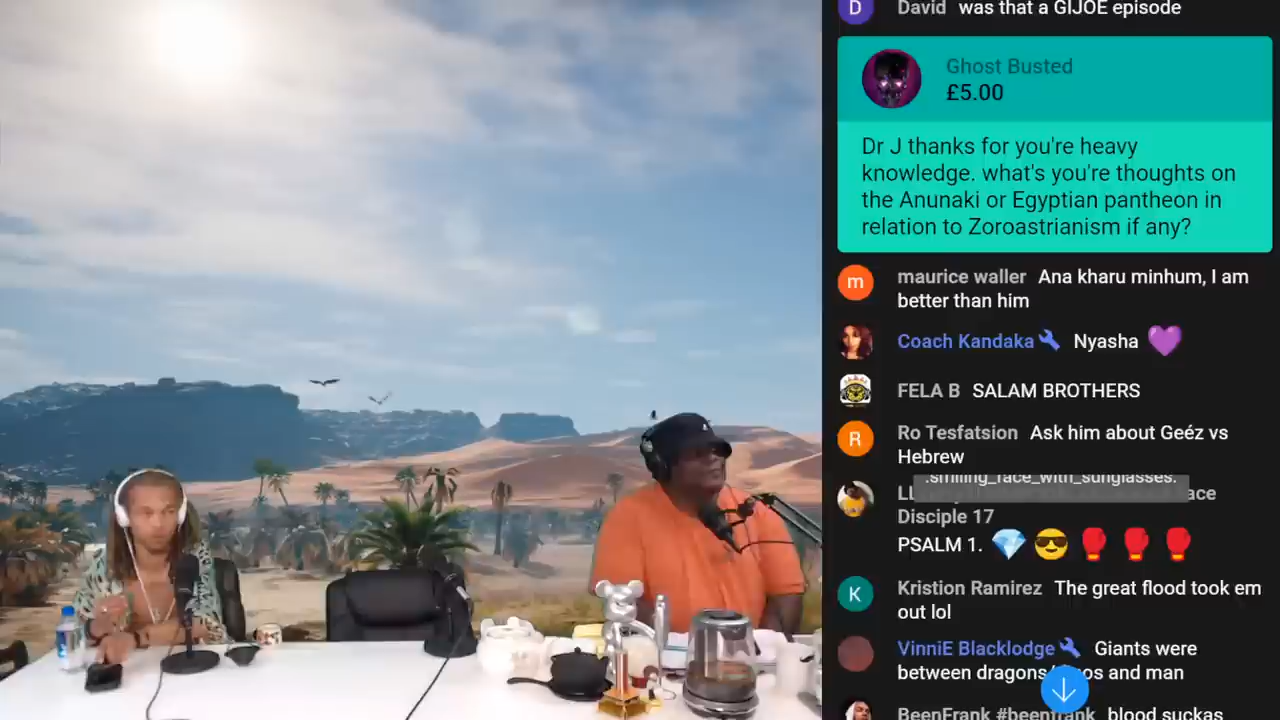 D David was that a GIJOE episode
Ghost Busted
£5.00
Dr J thanks for you're heavy
knowledge. what's you're thoughts on
the Anunaki or Egyptian pantheon in
relation to Zoroastrianism if any?
m maurice waller Ana kharu minhum, I am
better than him
Coach Kandaka Nyasha
FELA B SALAM BROTHERS
R Ro Tesfatsion Ask him about Geéz vs
Hebrew
:smiling_face_with_sunglasses:
Disciple 17
PSALM 1.
K Kristion Ramirez The great flood took em
out lol
VinniE Blacklodge Giants were
between dragons and man
BeenFrank #beenfrank blood suckas